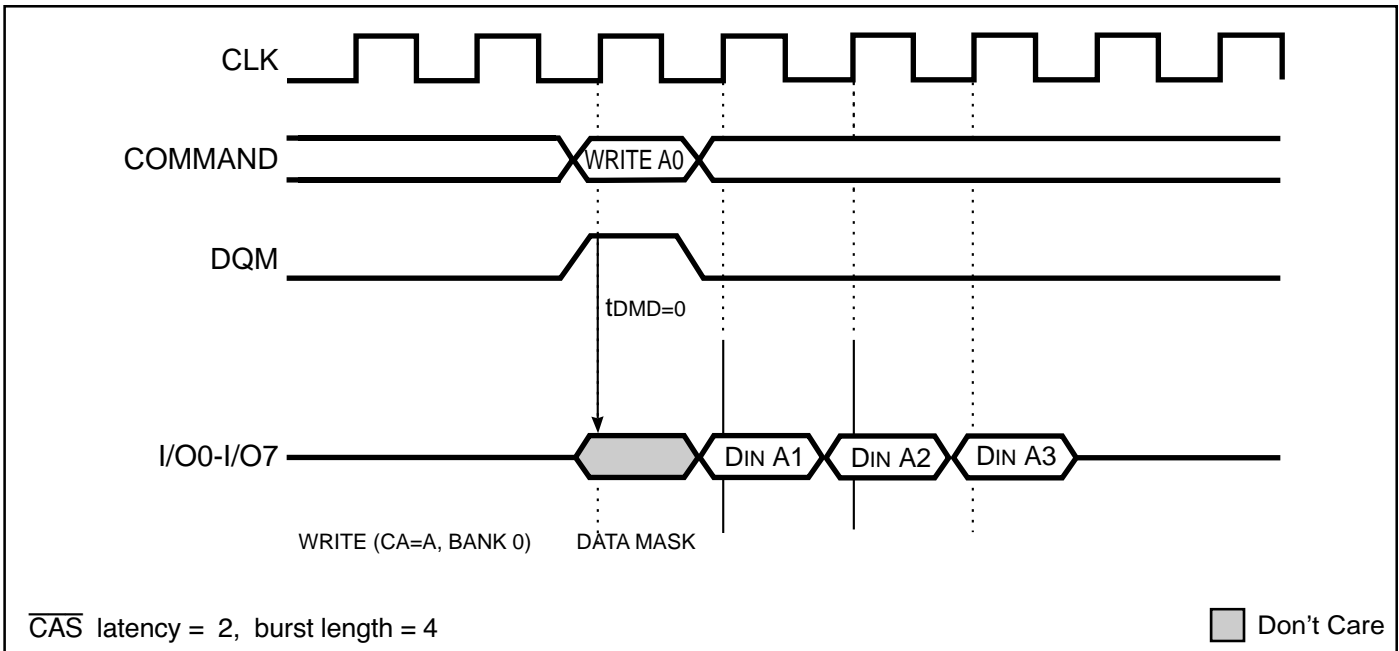 CLK
COMMAND
WRITE A0
DQM
tDMD=0
I/O0-I/O7
DIN A1
DIN A2
DIN A3
WRITE (CA=A, BANK 0)
DATA MASK
CAS latency = 2, burst length = 4
Don't Care